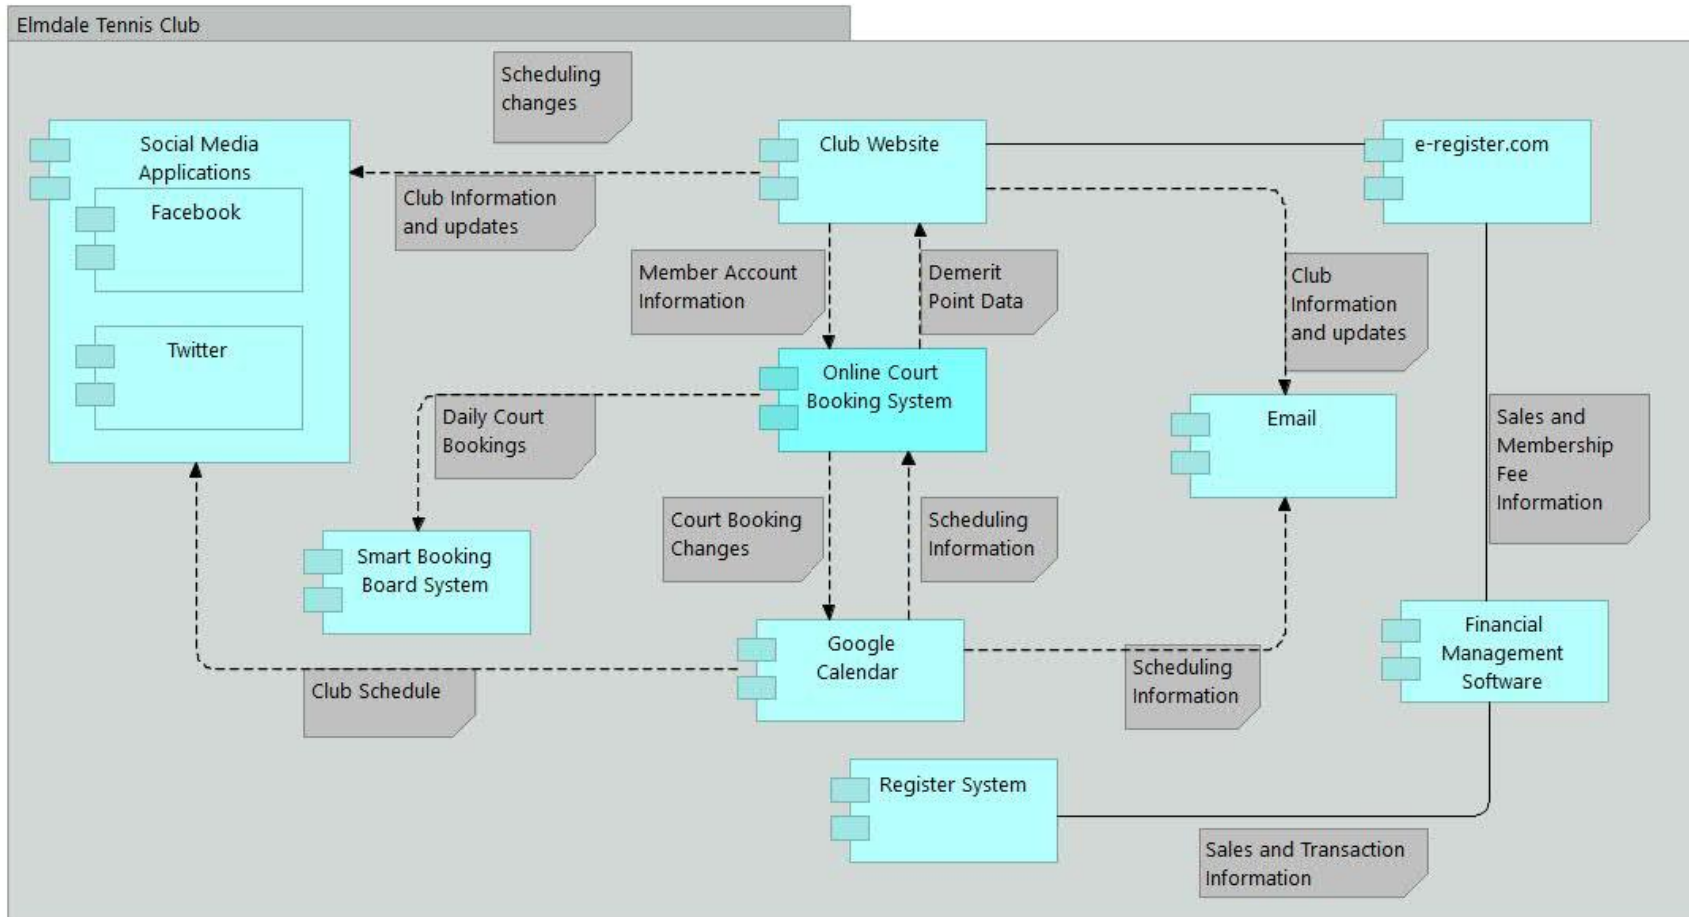 Elmdale Tennis Club
Scheduling
changes
Social Media
Applications
Facebook
Twitter
Club Information
and updates
Club Website
e-register.com
Member Account
Information
Demerit
Point Data
Club
Information
and updates
Online Court
Booking System
Daily Court
Bookings
Email
Sales and
Membership
Fee
Information
Smart Booking
Board System
Court Booking
Changes
Scheduling
Information
Google
Calendar
Club Schedule
Scheduling
Information
Financial
Management
Software
Register System
Sales and Transaction
Information